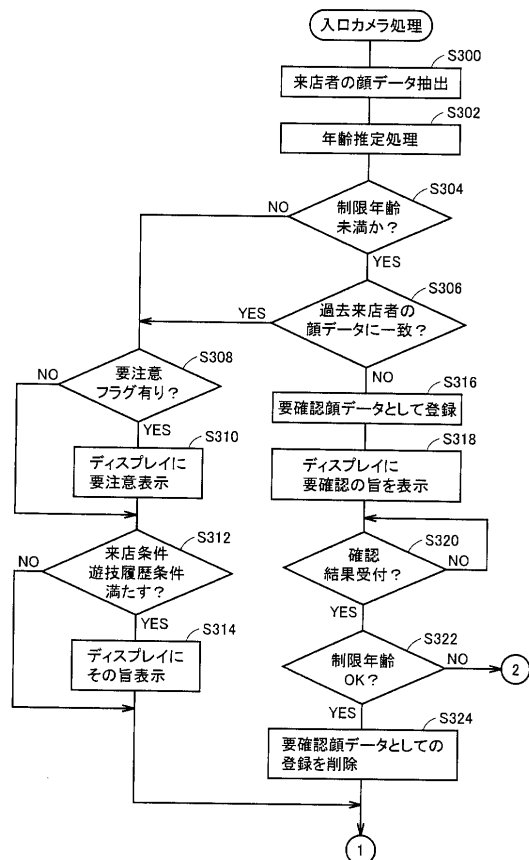 入口カメラ処理
S300
来店者の顔データ抽出
S302
年齢推定処理
S304
制限年齢
未満か?
NO
YES
S306
過去来店者の
顔データに一致?
YES
NO
S308
要注意
フラグ有り?
NO
YES
S310
ディスプレイに
要注意表示
S312
来店条件
遊技履歴条件
満たす?
NO
YES
S314
ディスプレイに
その旨表示
S316
要確認顔データとして登録
S318
ディスプレイに
要確認の旨を表示
S320
確認
結果受付?
NO
YES
S322
制限年齢
OK?
NO
2
YES
S324
要確認顔データとしての
登録を削除
1